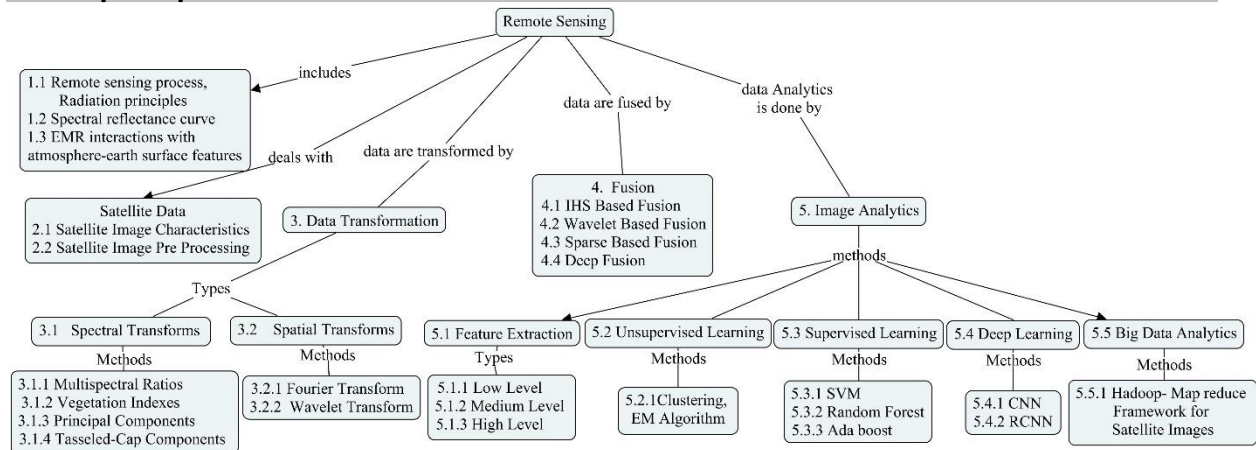 Remote Sensing
includes
1.1 Remote sensing process,
Radiation principles
1.2 Spectral reflectance curve
1.3 EMR interactions with
atmosphere-earth surface features
deals with
data are transformed by
data are fused by
data Analytics
is done by
Satellite Data
2.1 Satellite Image Characteristics
2.2 Satellite Image Pre Processing
3. Data Transformation
4. Fusion
4.1 IHS Based Fusion
4.2 Wavelet Based Fusion
4.3 Sparse Based Fusion
4.4 Deep Fusion
5. Image Analytics
Types
methods
3.1 Spectral Transforms
Methods
3.1.1 Multispectral Ratios
3.1.2 Vegetation Indexes
3.1.3 Principal Components
3.1.4 Tasseled-Cap Components
3.2 Spatial Transforms
Methods
3.2.1 Fourier Transform
3.2.2 Wavelet Transform
5.1 Feature Extraction
Types
5.1.1 Low Level
5.1.2 Medium Level
5.1.3 High Level
5.2 Unsupervised Learning
Methods
5.2.1Clustering,
EM Algorithm
5.3 Supervised Learning
Methods
5.3.1 SVM
5.3.2 Random Forest
5.3.3 Ada boost
5.4 Deep Learning
Methods
5.4.1 CNN
5.4.2 RCNN
5.5 Big Data Analytics
Methods
5.5.1 Hadoop- Map reduce
Framework for
Satellite Images